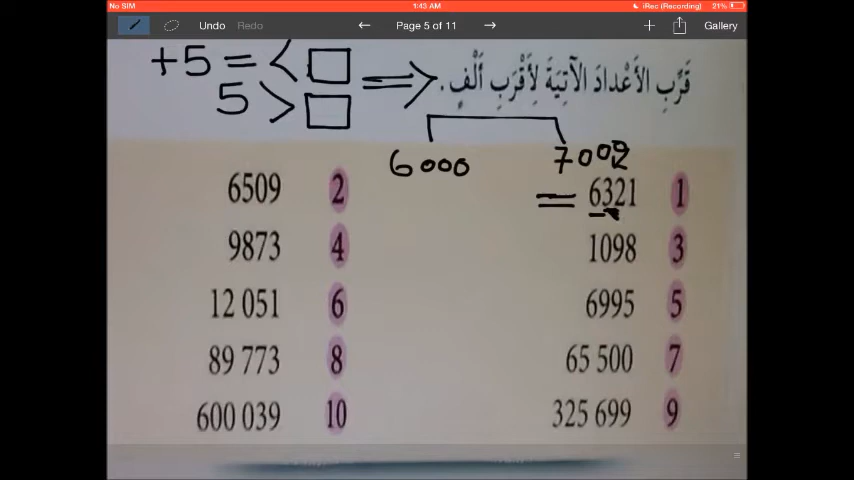 No SIM 1:43 AM iRec (Recording) 21%
Undo Redo ← Page 5 of 11 → + Gallery
قَرِّبِ الأَعْدادَ الآتِيَةَ لِأَقْرَبِ أَلْفٍ.
+5 = < □
5 > □ ⇒
6000 7000
1 6321 =
2 6509
3 1098
4 9873
5 6995
6 12 051
7 65 500
8 89 773
9 325 699
10 600 039